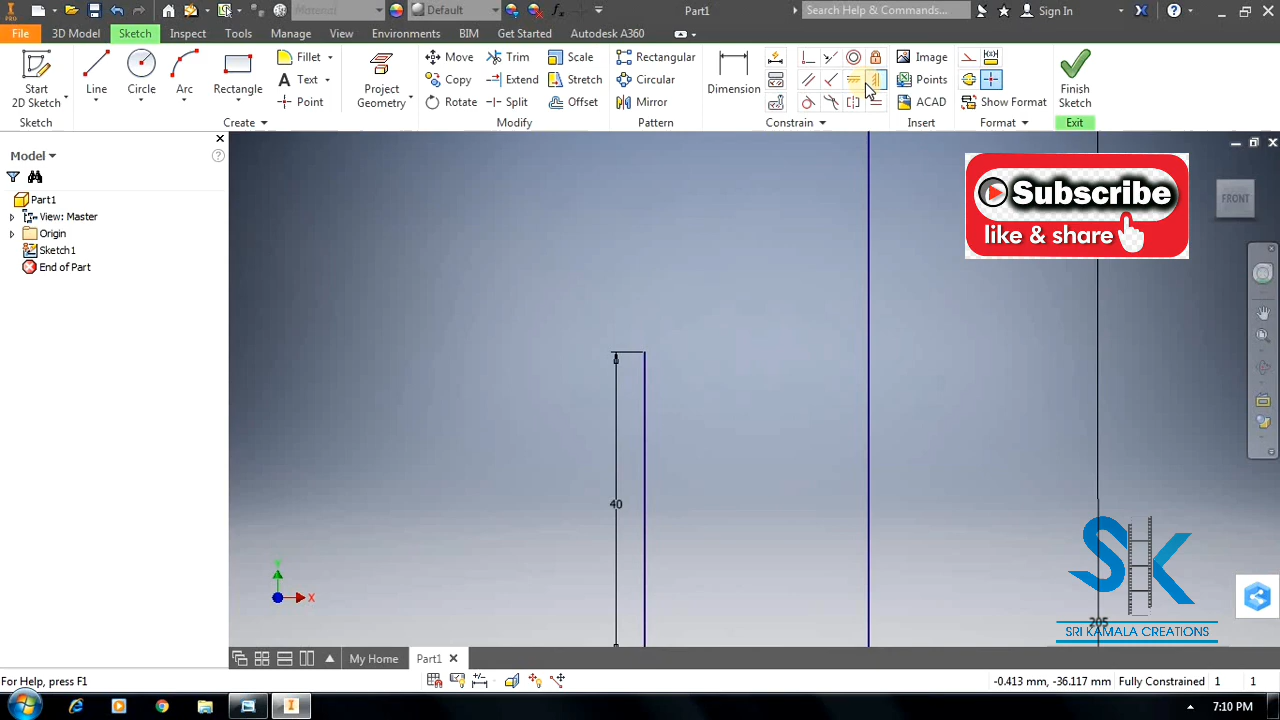 PRO
Material
Default
Part1
Search Help & Commands...
Sign In
File
3D Model
Sketch
Inspect
Tools
Manage
View
Environments
BIM
Get Started
Autodesk A360
Start
2D Sketch
Line
Circle
Arc
Rectangle
Fillet
Text
Point
Project
Geometry
Move
Copy
Rotate
Trim
Extend
Split
Scale
Stretch
Offset
Rectangular
Circular
Mirror
Dimension
Image
Points
ACAD
Show Format
Finish
Sketch
Sketch
Create
Modify
Pattern
Constrain
Insert
Format
Exit
Model
Part1
View: Master
Origin
Sketch1
End of Part
Subscribe
like & share
FRONT
40
205
Y
X
SK
SRI KAMALA CREATIONS
My Home
Part1
For Help, press F1
-0.413 mm, -36.117 mm
Fully Constrained
1
1
7:10 PM